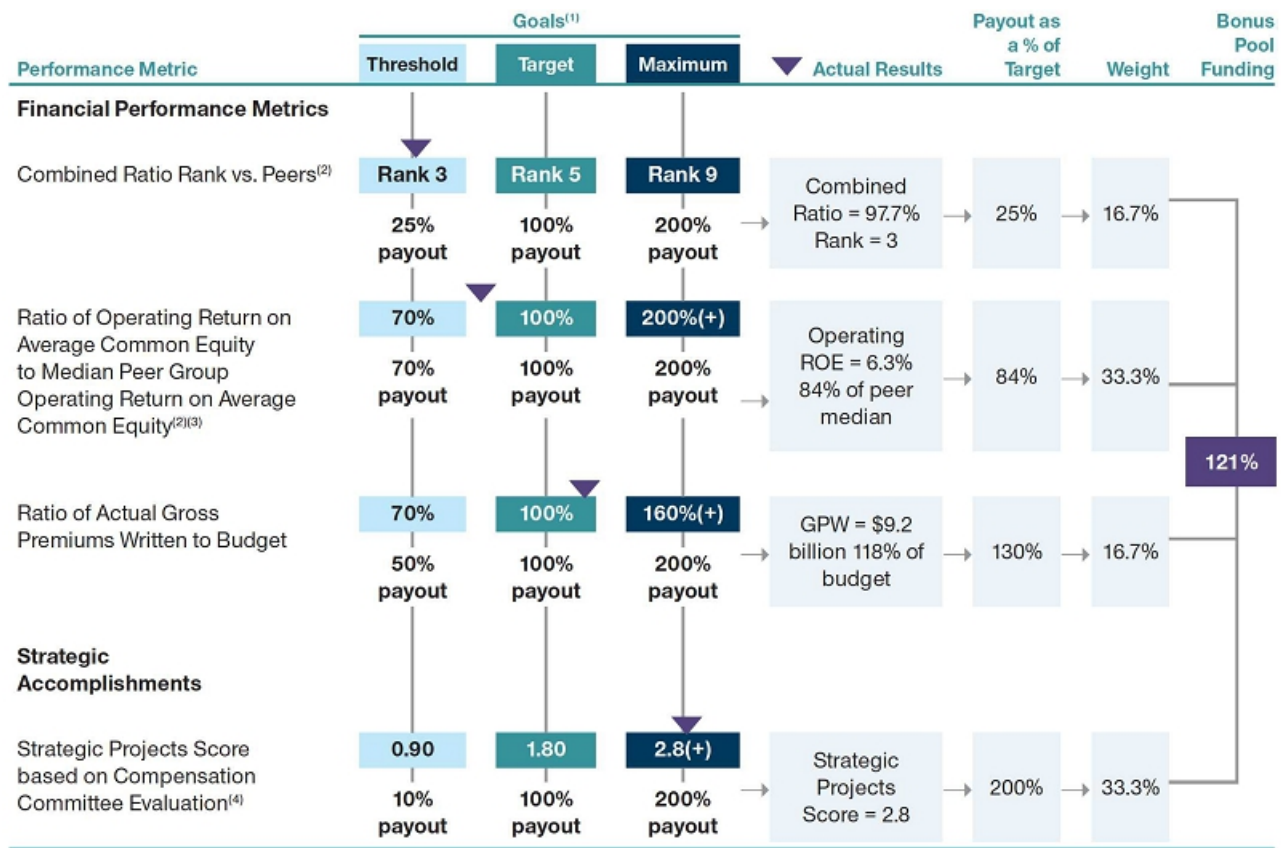 Goals(1)
Performance Metric
Threshold
Target
Maximum
Actual Results
Payout as
a % of
Target
Weight
Bonus
Pool
Funding
Financial Performance Metrics
Combined Ratio Rank vs. Peers(2)
Rank 3
Rank 5
Rank 9
25%
payout
100%
payout
200%
payout
Combined
Ratio = 97.7%
Rank = 3
25%
16.7%
Ratio of Operating Return on
Average Common Equity
to Median Peer Group
Operating Return on Average
Common Equity(2)(3)
70%
100%
200%(+)
70%
payout
100%
payout
200%
payout
Operating
ROE = 6.3%
84% of peer
median
84%
33.3%
121%
Ratio of Actual Gross
Premiums Written to Budget
70%
100%
160%(+)
50%
payout
100%
payout
200%
payout
GPW = $9.2
billion 118% of
budget
130%
16.7%
Strategic
Accomplishments
Strategic Projects Score
based on Compensation
Committee Evaluation(4)
0.90
1.80
2.8(+)
10%
payout
100%
payout
200%
payout
Strategic
Projects
Score = 2.8
200%
33.3%